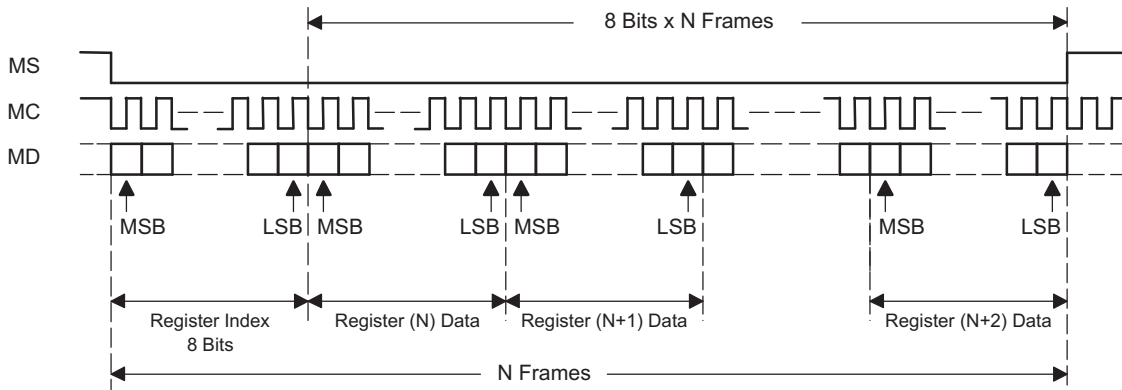 8 Bits x N Frames
MS
MC
MD
MSB LSB MSB LSB MSB LSB MSB LSB
Register Index Register (N) Data Register (N+1) Data Register (N+2) Data
8 Bits
N Frames